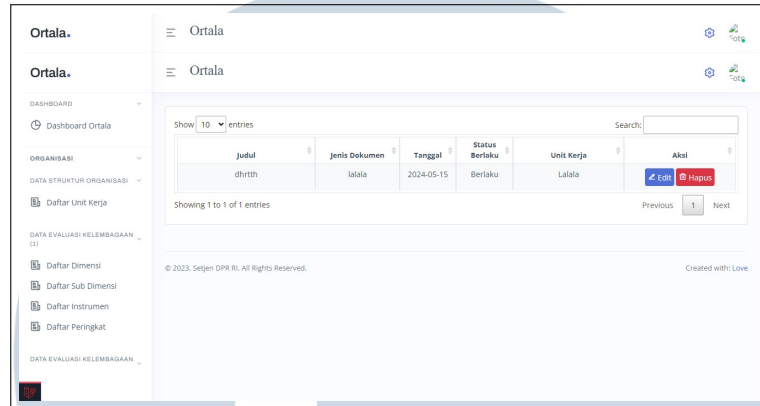 Ortala.
Ortala
Foto
Ortala.
Ortala
Foto
DASHBOARD
Dashboard Ortala
ORGANISASI
DATA STRUKTUR ORGANISASI
Daftar Unit Kerja
DATA EVALUASI KELEMBAGAAN
(1)
Daftar Dimensi
Daftar Sub Dimensi
Daftar Instrumen
Daftar Peringkat
DATA EVALUASI KELEMBAGAAN
Show 10 entries
Search:
Judul Jenis Dokumen Tanggal Status Berlaku Unit Kerja Aksi
dhrtth lalala 2024-05-15 Berlaku Lalala Edit Hapus
Showing 1 to 1 of 1 entries
Previous 1 Next
© 2023. Setjen DPR RI. All Rights Reserved.
Created with: Love